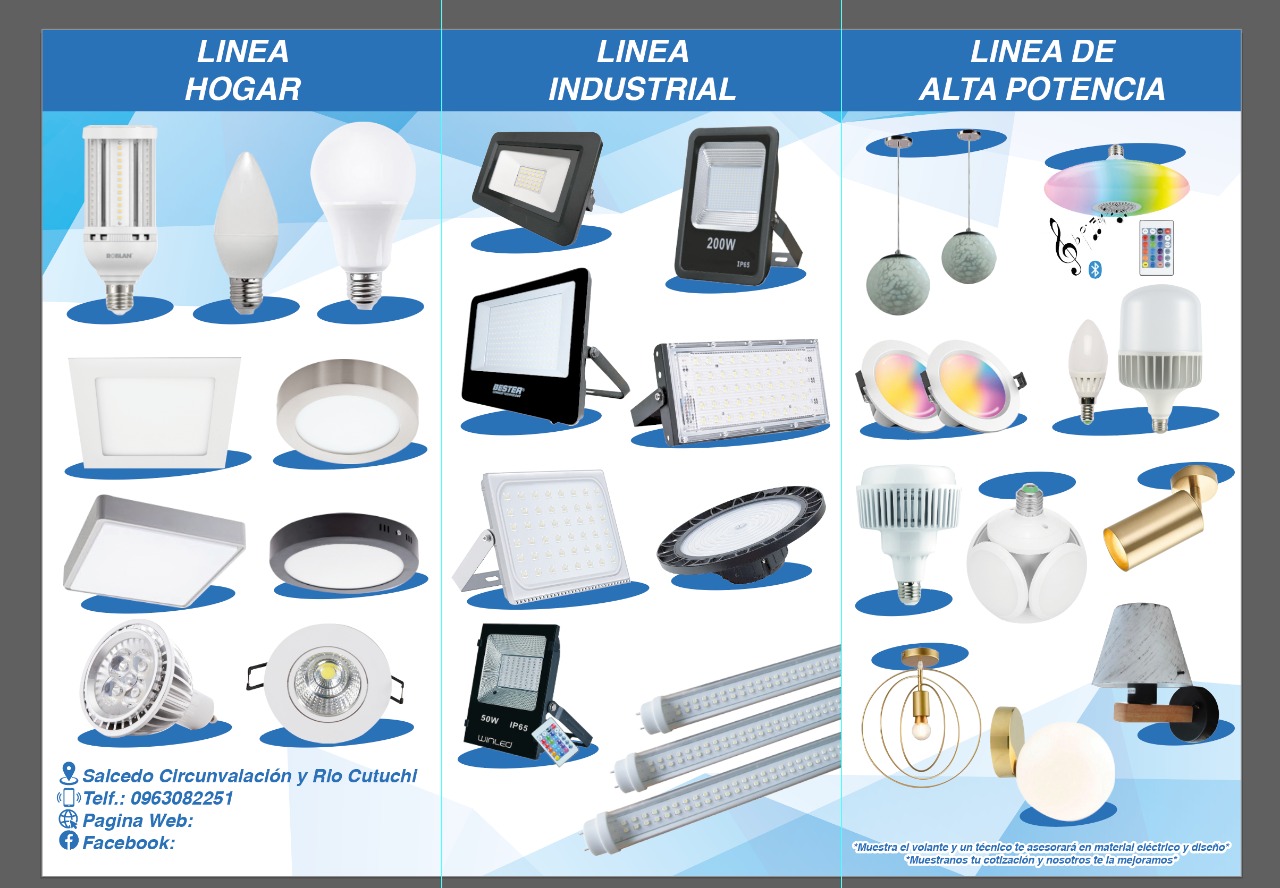 LINEA
HOGAR
LINEA
INDUSTRIAL
LINEA DE
ALTA POTENCIA
200W
IP65
BESTER
50W IP65
WINLED
Salcedo Circunvalación y Rio Cutuchi
Telf.: 0963082251
Pagina Web:
Facebook:
*Muestra el volante y un técnico te asesorará en material eléctrico y diseño*
*Muestranos tu cotización y nosotros te la mejoramos*